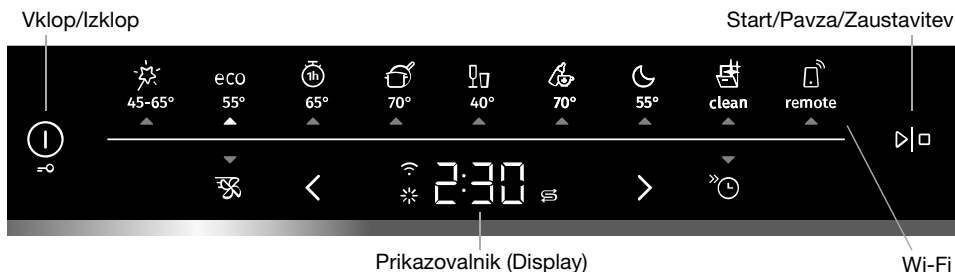 Vklop/Izklop Start/Pavza/Zaustavitev
eco 1h
45-65° 55° 65° 70° 40° 70° 55° clean remote
2:30
Prikazovalnik (Display) Wi-Fi